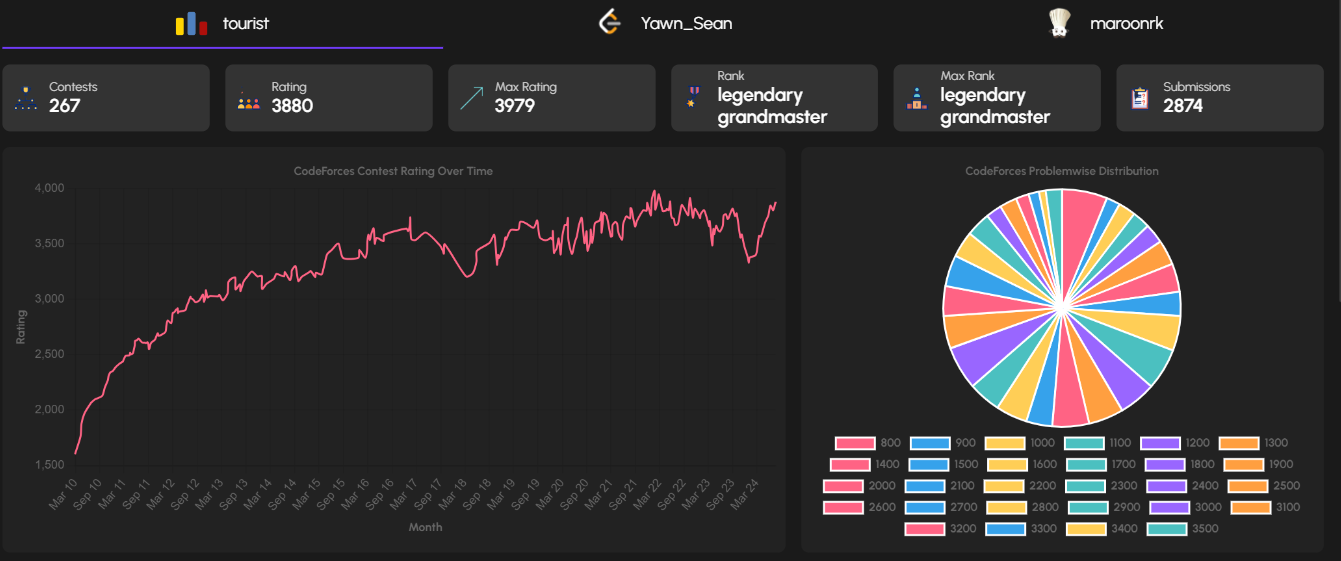 tourist
Yawn_Sean
maroonrk
Contests
267
Rating
3880
Max Rating
3979
Rank
legendary
grandmaster
Max Rank
legendary
grandmaster
Submissions
2874
CodeForces Contest Rating Over Time
4,000
3,500
3,000
2,500
2,000
1,500
Rating
Mar 10 Sep 10 Mar 11 Sep 11 Mar 12 Sep 12 Mar 13 Sep 13 Mar 14 Sep 14 Mar 15 Sep 15 Mar 16 Sep 16 Mar 17 Sep 17 Mar 18 Sep 18 Mar 19 Sep 19 Mar 20 Sep 20 Mar 21 Sep 21 Mar 22 Sep 22 Mar 23 Sep 23 Mar 24
Month
CodeForces Problemwise Distribution
800 900 1000 1100 1200 1300
1400 1500 1600 1700 1800 1900
2000 2100 2200 2300 2400 2500
2600 2700 2800 2900 3000 3100
3200 3300 3400 3500